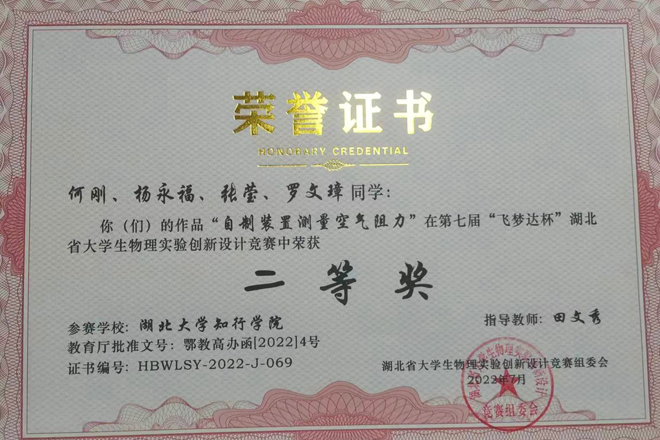 荣誉证书
HONORARY CREDENTIAL
何刚、杨永福、张莹、罗文璋同学:
你（们）的作品“自制装置测量空气阻力”在第七届“飞梦达杯”湖北
省大学生物理实验创新设计竞赛中荣获
二等奖
参赛学校: 湖北大学知行学院
指导教师: 田文秀
教育厅批准文号: 鄂教高办函[2022]4号
证书编号: HBWLSY-2022-J-069
湖北省大学生物理实验创新设计竞赛组委会
2022年7月
竞赛组委会